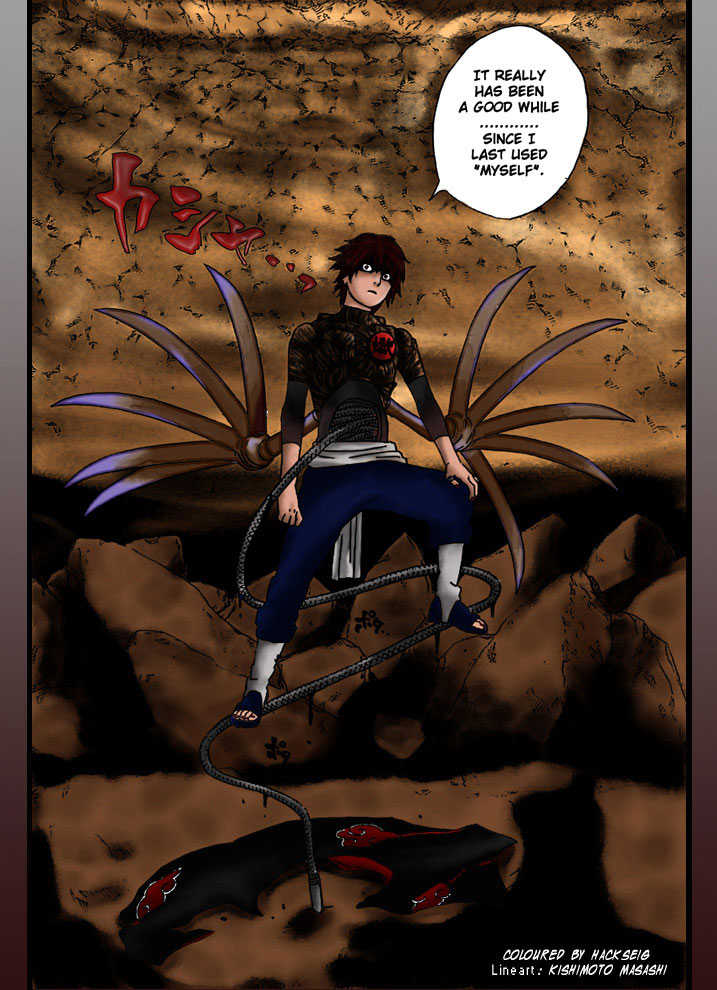 IT REALLY
HAS BEEN
A GOOD WHILE
............
SINCE I
LAST USED
"MYSELF".
カシャッ
COLOURED BY HACKSEIG
Lineart: KISHIMOTO MASASHI